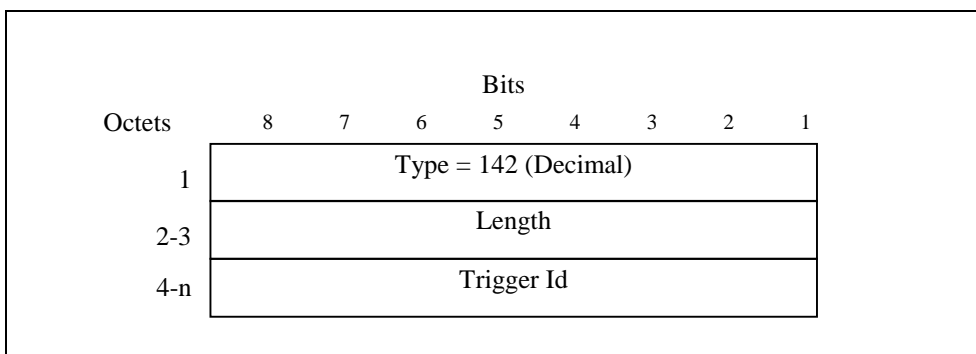 Bits
Octets 8 7 6 5 4 3 2 1
1 Type = 142 (Decimal)
2-3 Length
4-n Trigger Id